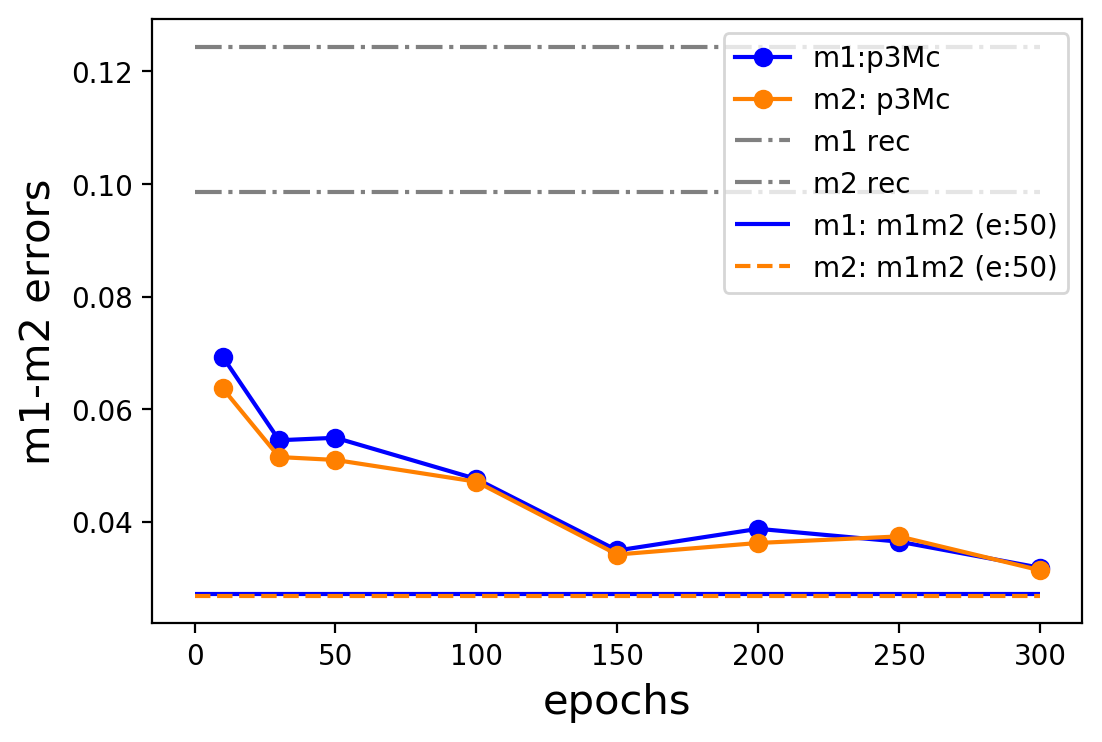 0.12
0.10
0.08
0.06
0.04
m1-m2 errors
m1:p3Mc
m2: p3Mc
m1 rec
m2 rec
m1: m1m2 (e:50)
m2: m1m2 (e:50)
0 50 100 150 200 250 300
epochs